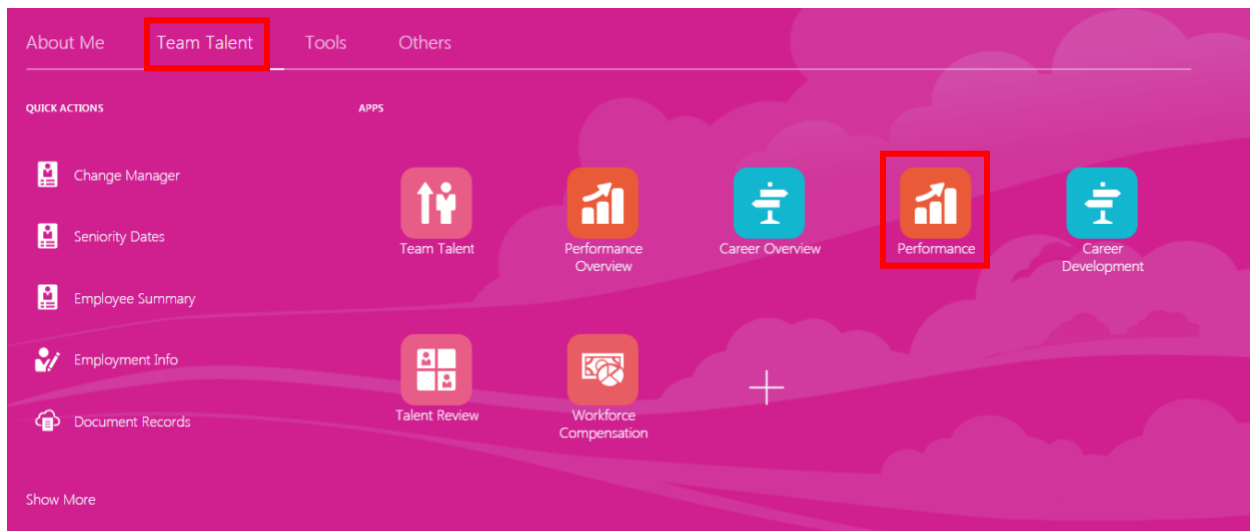 About Me Team Talent Tools Others
QUICK ACTIONS
APPS
Change Manager
Seniority Dates
Employee Summary
Employment Info
Document Records
Show More
Team Talent
Performance
Overview
Career Overview
Performance
Career
Development
Talent Review
Workforce
Compensation